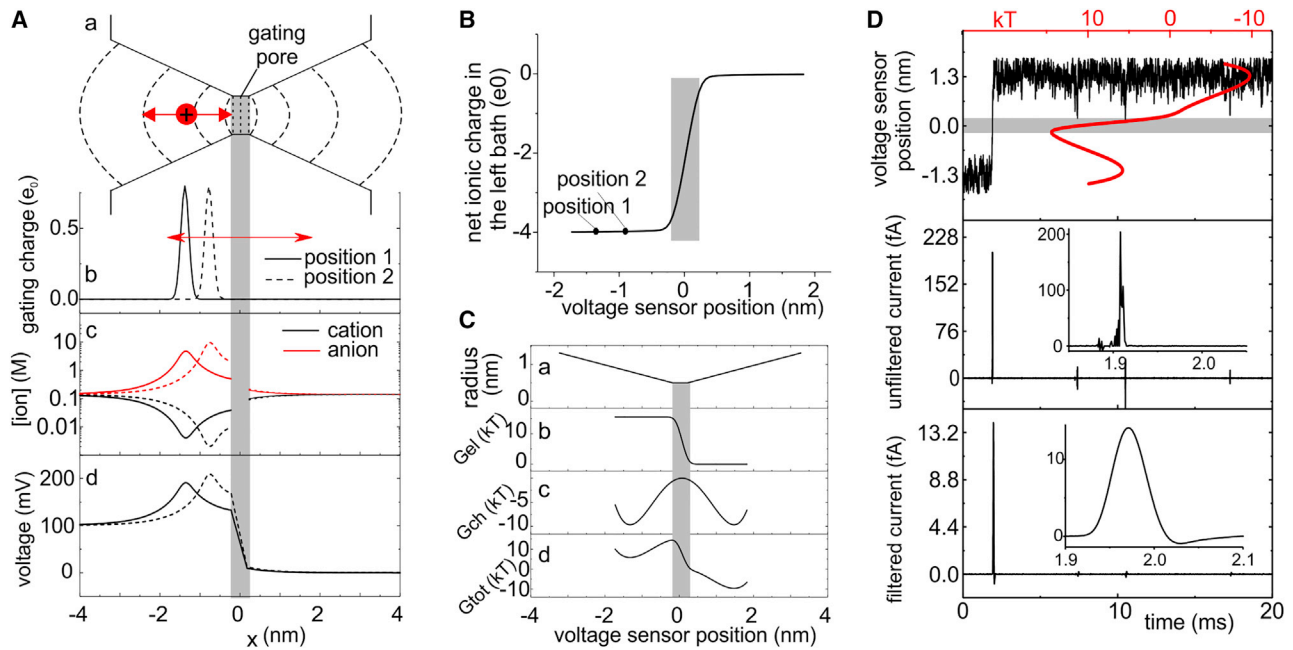 A
a
gating
pore
+
gating charge (e0)
0.5
0.0
b
position 1
position 2
c
cation
anion
[ion] (M)
10
1
0.1
0.01
d
voltage (mV)
200
100
0
-4
-2
0
2
4
x (nm)
B
net ionic charge in
the left bath (e0)
0
-2
-4
position 2
position 1
-2
-1
0
1
2
voltage sensor position (nm)
C
a
radius
(nm)
1
0
b
Gel (kT)
10
0
c
Gch (kT)
-5
-10
d
Gtot (kT)
10
0
-10
-4
-2
0
2
4
voltage sensor position (nm)
D
kT
10
0
-10
voltage sensor
position (nm)
1.3
0.0
-1.3
unfiltered current (fA)
228
152
76
0
200
100
0
1.9
2.0
filtered current (fA)
13.2
8.8
4.4
0.0
10
0
1.9
2.0
2.1
0
10
20
time (ms)